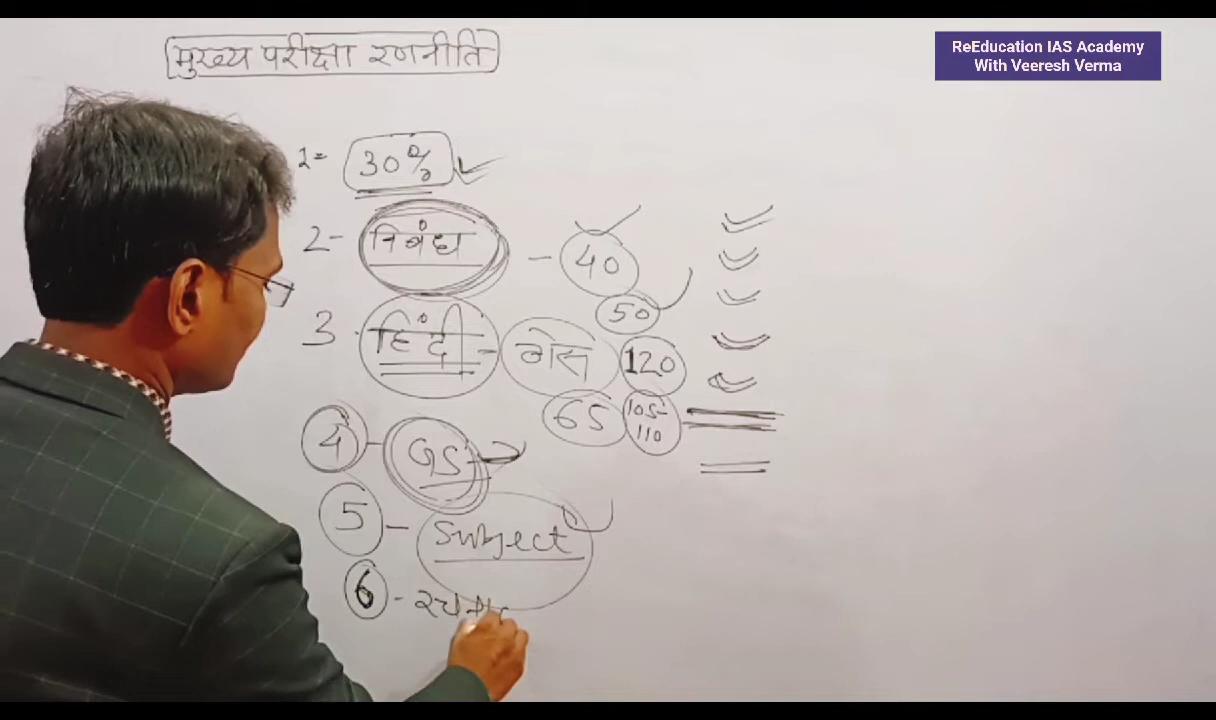 ReEducation IAS Academy
With Veeresh Verma
मुख्य परीक्षा रणनीति
1= 30%
2- निबंध - 40
50
3 हिंदी - गेस 120
65 105-110
4 - GS
5 - Subject
6 -